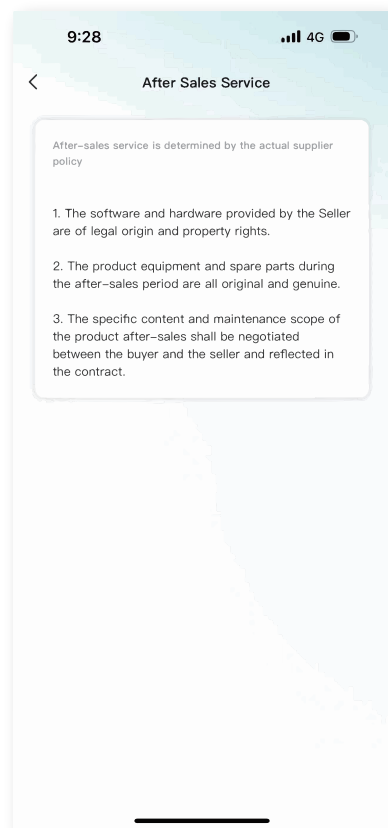 9:28
4G
After Sales Service
After-sales service is determined by the actual supplier
policy
1. The software and hardware provided by the Seller
are of legal origin and property rights.
2. The product equipment and spare parts during
the after-sales period are all original and genuine.
3. The specific content and maintenance scope of
the product after-sales shall be negotiated
between the buyer and the seller and reflected in
the contract.